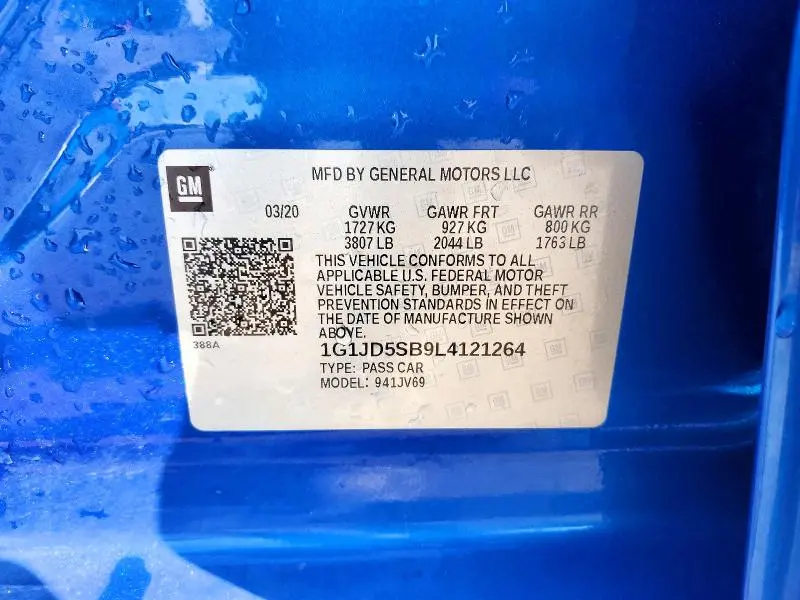 GM
MFD BY GENERAL MOTORS LLC
03/20 GVWR GAWR FRT GAWR RR
1727 KG 927 KG 800 KG
3807 LB 2044 LB 1763 LB
THIS VEHICLE CONFORMS TO ALL
APPLICABLE U.S. FEDERAL MOTOR
VEHICLE SAFETY, BUMPER, AND THEFT
PREVENTION STANDARDS IN EFFECT ON
THE DATE OF MANUFACTURE SHOWN
ABOVE.
388A
1G1JD5SB9L4121264
TYPE: PASS CAR
MODEL: 941JV69